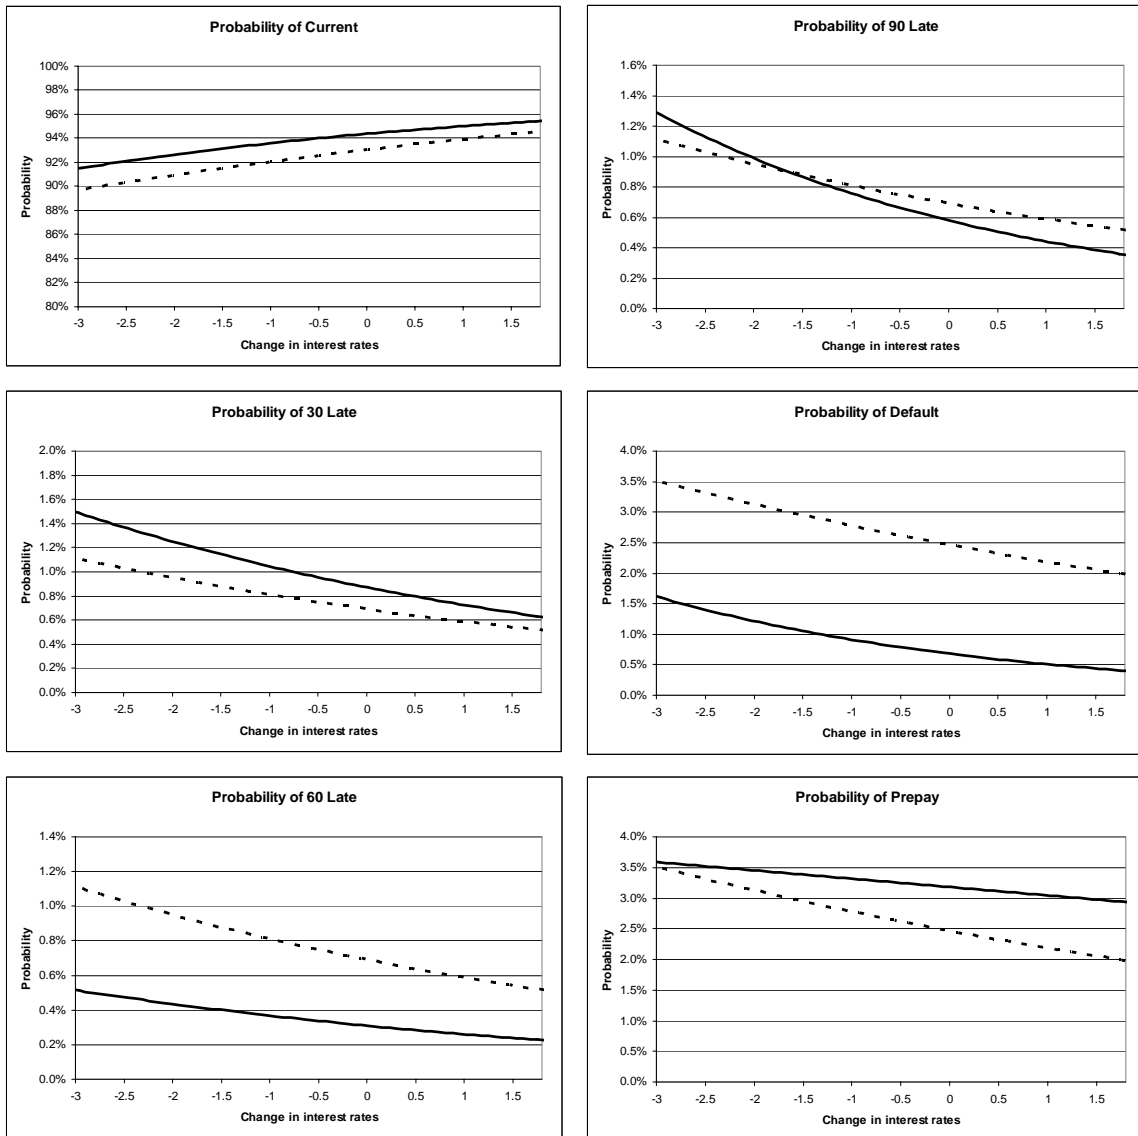 Probability of Current
100%
98%
96%
94%
92%
90%
88%
86%
84%
82%
80%
Probability
-3 -2.5 -2 -1.5 -1 -0.5 0 0.5 1 1.5
Change in interest rates
Probability of 90 Late
1.6%
1.4%
1.2%
1.0%
0.8%
0.6%
0.4%
0.2%
0.0%
Probability
-3 -2.5 -2 -1.5 -1 -0.5 0 0.5 1 1.5
Change in interest rates
Probability of 30 Late
2.0%
1.8%
1.6%
1.4%
1.2%
1.0%
0.8%
0.6%
0.4%
0.2%
0.0%
Probability
-3 -2.5 -2 -1.5 -1 -0.5 0 0.5 1 1.5
Change in interest rates
Probability of Default
4.0%
3.5%
3.0%
2.5%
2.0%
1.5%
1.0%
0.5%
0.0%
Probability
-3 -2.5 -2 -1.5 -1 -0.5 0 0.5 1 1.5
Change in interest rates
Probability of 60 Late
1.4%
1.2%
1.0%
0.8%
0.6%
0.4%
0.2%
0.0%
Probability
-3 -2.5 -2 -1.5 -1 -0.5 0 0.5 1 1.5
Change in interest rates
Probability of Prepay
4.0%
3.5%
3.0%
2.5%
2.0%
1.5%
1.0%
0.5%
0.0%
Probability
-3 -2.5 -2 -1.5 -1 -0.5 0 0.5 1 1.5
Change in interest rates